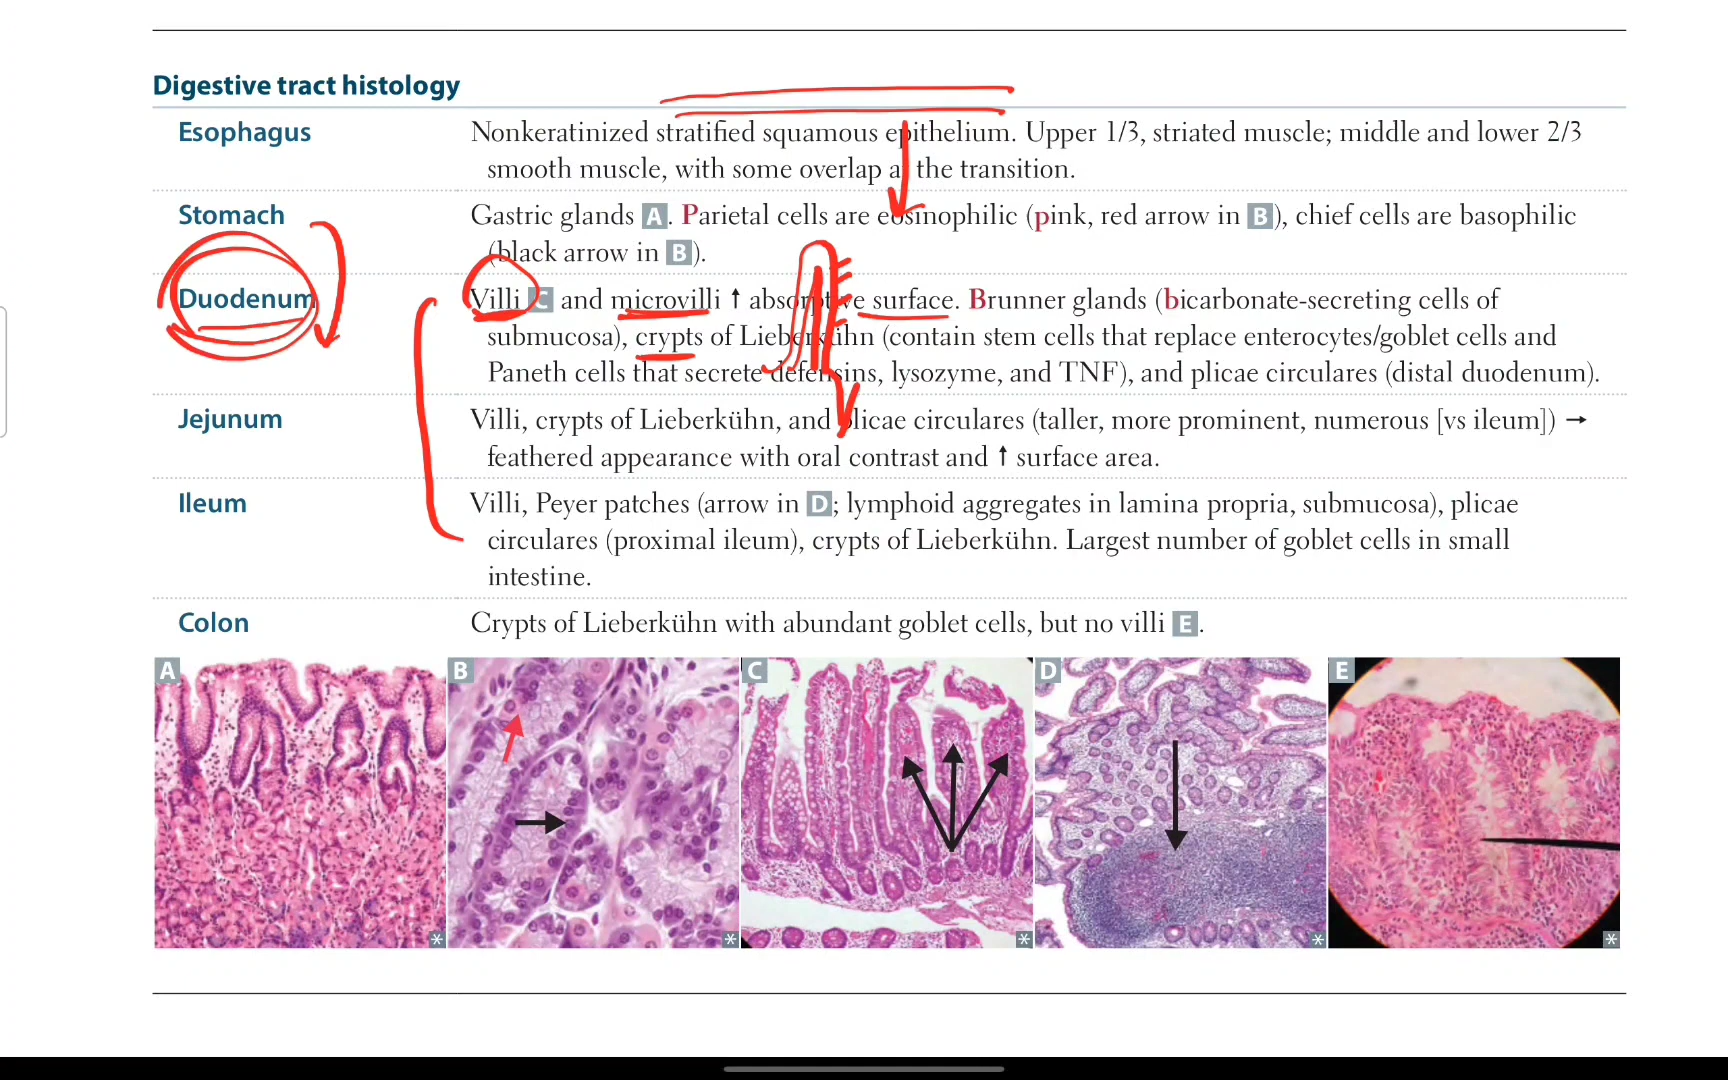 Digestive tract histology
Esophagus
Nonkeratinized stratified squamous epithelium. Upper 1/3, striated muscle; middle and lower 2/3
smooth muscle, with some overlap at the transition.
Stomach
Gastric glands A. Parietal cells are eosinophilic (pink, red arrow in B), chief cells are basophilic
(black arrow in B).
Duodenum
Villi C and microvilli ↑ absorptive surface. Brunner glands (bicarbonate-secreting cells of
submucosa), crypts of Lieberkühn (contain stem cells that replace enterocytes/goblet cells and
Paneth cells that secrete defensins, lysozyme, and TNF), and plicae circulares (distal duodenum).
Jejunum
Villi, crypts of Lieberkühn, and plicae circulares (taller, more prominent, numerous [vs ileum]) →
feathered appearance with oral contrast and ↑ surface area.
Ileum
Villi, Peyer patches (arrow in D; lymphoid aggregates in lamina propria, submucosa), plicae
circulares (proximal ileum), crypts of Lieberkühn. Largest number of goblet cells in small
intestine.
Colon
Crypts of Lieberkühn with abundant goblet cells, but no villi E.
A B C D E
* * * * *